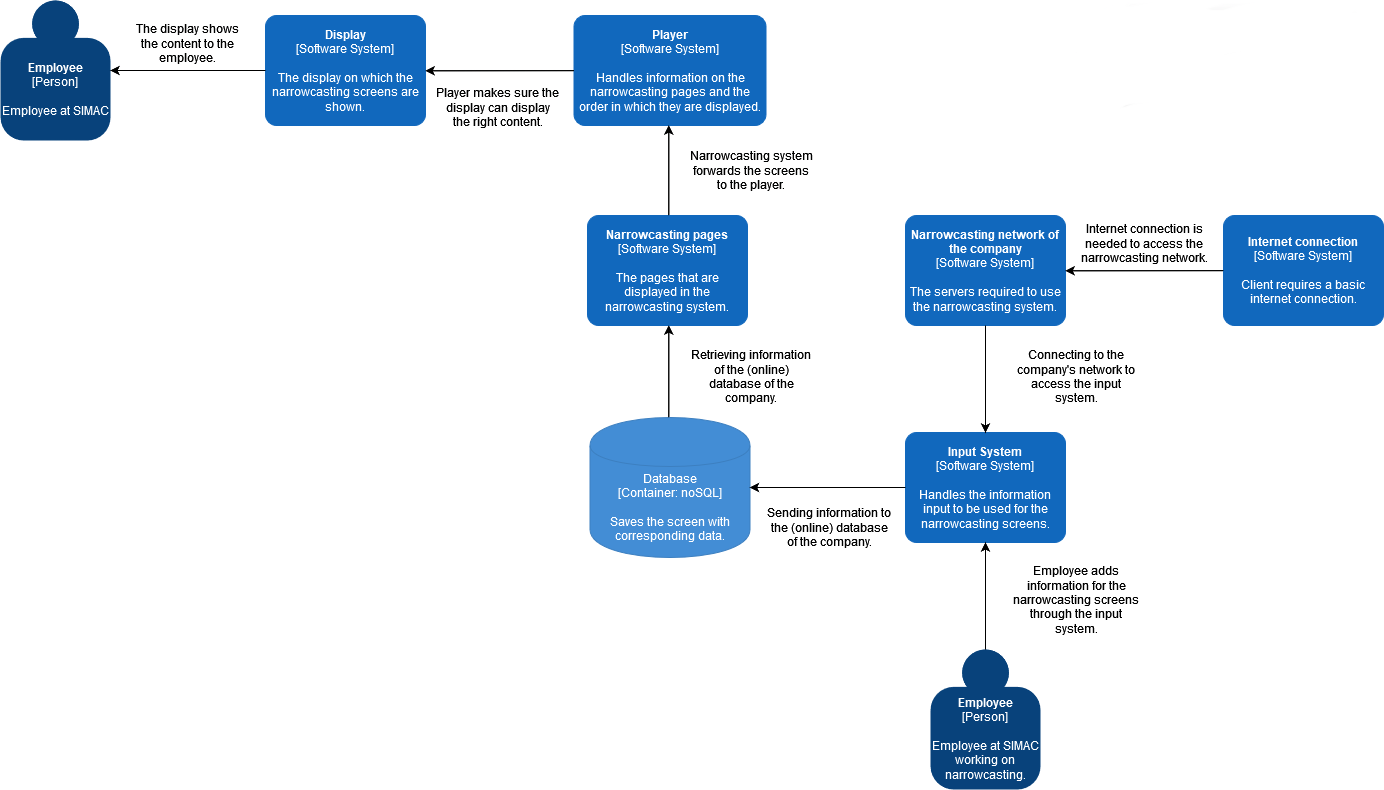 Employee
[Person]
Employee at SIMAC
The display shows
the content to the
employee.
Display
[Software System]
The display on which the
narrowcasting screens are
shown.
Player makes sure the
display can display
the right content.
Player
[Software System]
Handles information on the
narrowcasting pages and the
order in which they are displayed.
Narrowcasting system
forwards the screens
to the player.
Narrowcasting pages
[Software System]
The pages that are
displayed in the
narrowcasting system.
Narrowcasting network of
the company
[Software System]
The servers required to use
the narrowcasting system.
Internet connection is
needed to access the
narrowcasting network.
Internet connection
[Software System]
Client requires a basic
internet connection.
Retrieving information
of the (online)
database of the
company.
Connecting to the
company's network to
access the input
system.
Database
[Container: noSQL]
Saves the screen with
corresponding data.
Sending information to
the (online) database
of the company.
Input System
[Software System]
Handles the information
input to be used for the
narrowcasting screens.
Employee adds
information for the
narrowcasting screens
through the input
system.
Employee
[Person]
Employee at SIMAC
working on
narrowcasting.